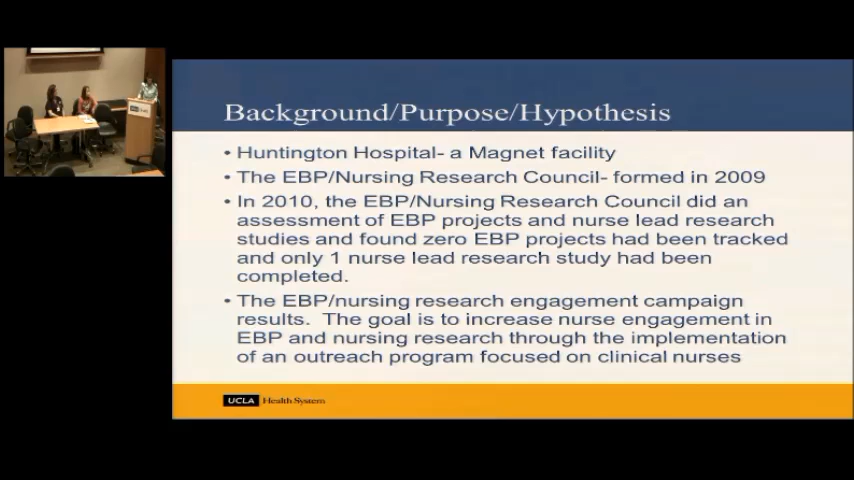 Background/Purpose/Hypothesis
• Huntington Hospital- a Magnet facility
• The EBP/Nursing Research Council- formed in 2009
• In 2010, the EBP/Nursing Research Council did an
assessment of EBP projects and nurse lead research
studies and found zero EBP projects had been tracked
and only 1 nurse lead research study had been
completed.
• The EBP/nursing research engagement campaign
results. The goal is to increase nurse engagement in
EBP and nursing research through the implementation
of an outreach program focused on clinical nurses
UCLA Health System